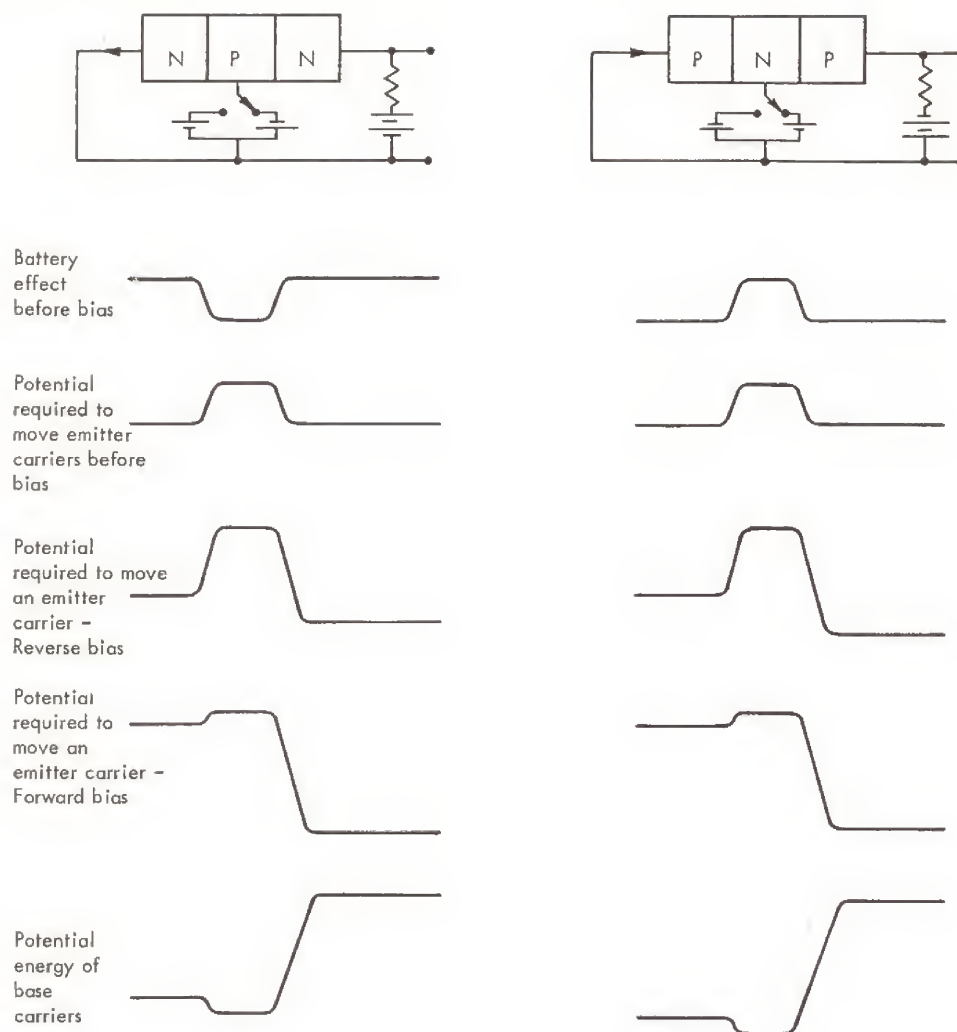 N P N
P N P
Battery
effect
before bias
Potential
required to
move emitter
carriers before
bias
Potential
required to move
an emitter
carrier –
Reverse bias
Potential
required to
move an
emitter carrier –
Forward bias
Potential
energy of
base
carriers